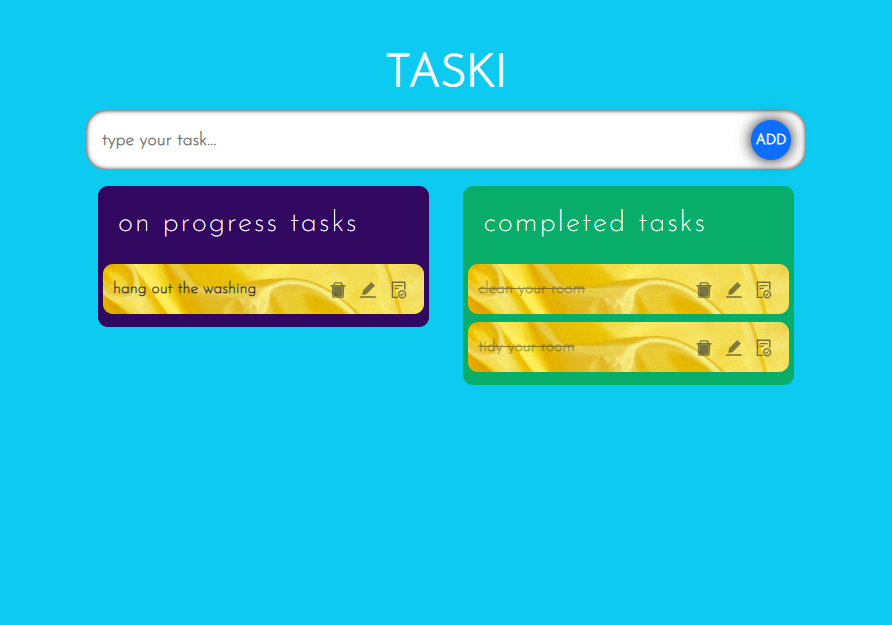 TASKI
type your task...
ADD
on progress tasks
hang out the washing
completed tasks
clean your room
tidy your room